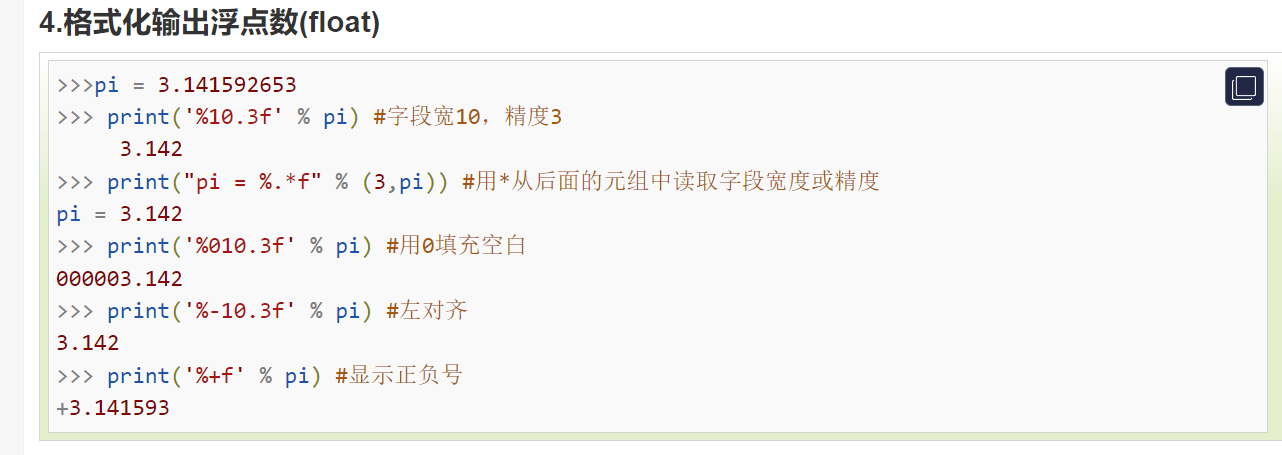 4.格式化输出浮点数(float)
>>>pi = 3.141592653
>>> print('%10.3f' % pi) #字段宽10，精度3
     3.142
>>> print("pi = %.*f" % (3,pi)) #用*从后面的元组中读取字段宽度或精度
pi = 3.142
>>> print('%010.3f' % pi) #用0填充空白
000003.142
>>> print('%-10.3f' % pi) #左对齐
3.142
>>> print('%+f' % pi) #显示正负号
+3.141593